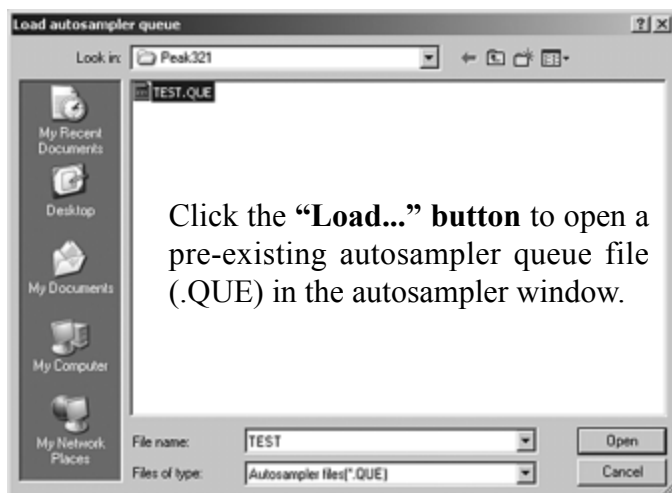 Load autosampler queue
Look in: Peak321
TEST.QUE
My Recent
Documents
Desktop
My Documents
My Computer
My Network
Places
Click the “Load...” button to open a
pre-existing autosampler queue file
(.QUE) in the autosampler window.
File name: TEST Open
Files of type: Autosampler files(*.QUE) Cancel